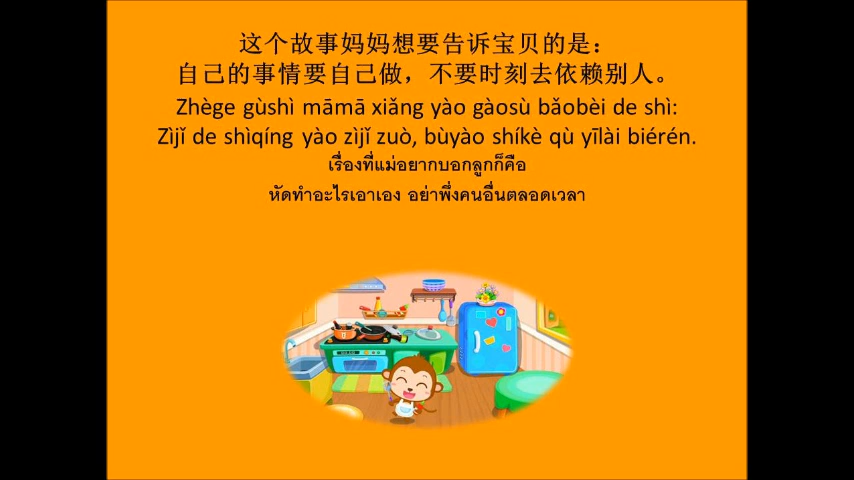 这个故事妈妈想要告诉宝贝的是：
自己的事情要自己做，不要时刻去依赖别人。
Zhège gùshì māmā xiǎng yào gàosù bǎobèi de shì:
Zìjǐ de shìqíng yào zìjǐ zuò, bùyào shíkè qù yīlài biérén.
เรื่องที่แม่อยากบอกลูกก็คือ
หัดทำอะไรเอาเอง อย่าพึ่งคนอื่นตลอดเวลา